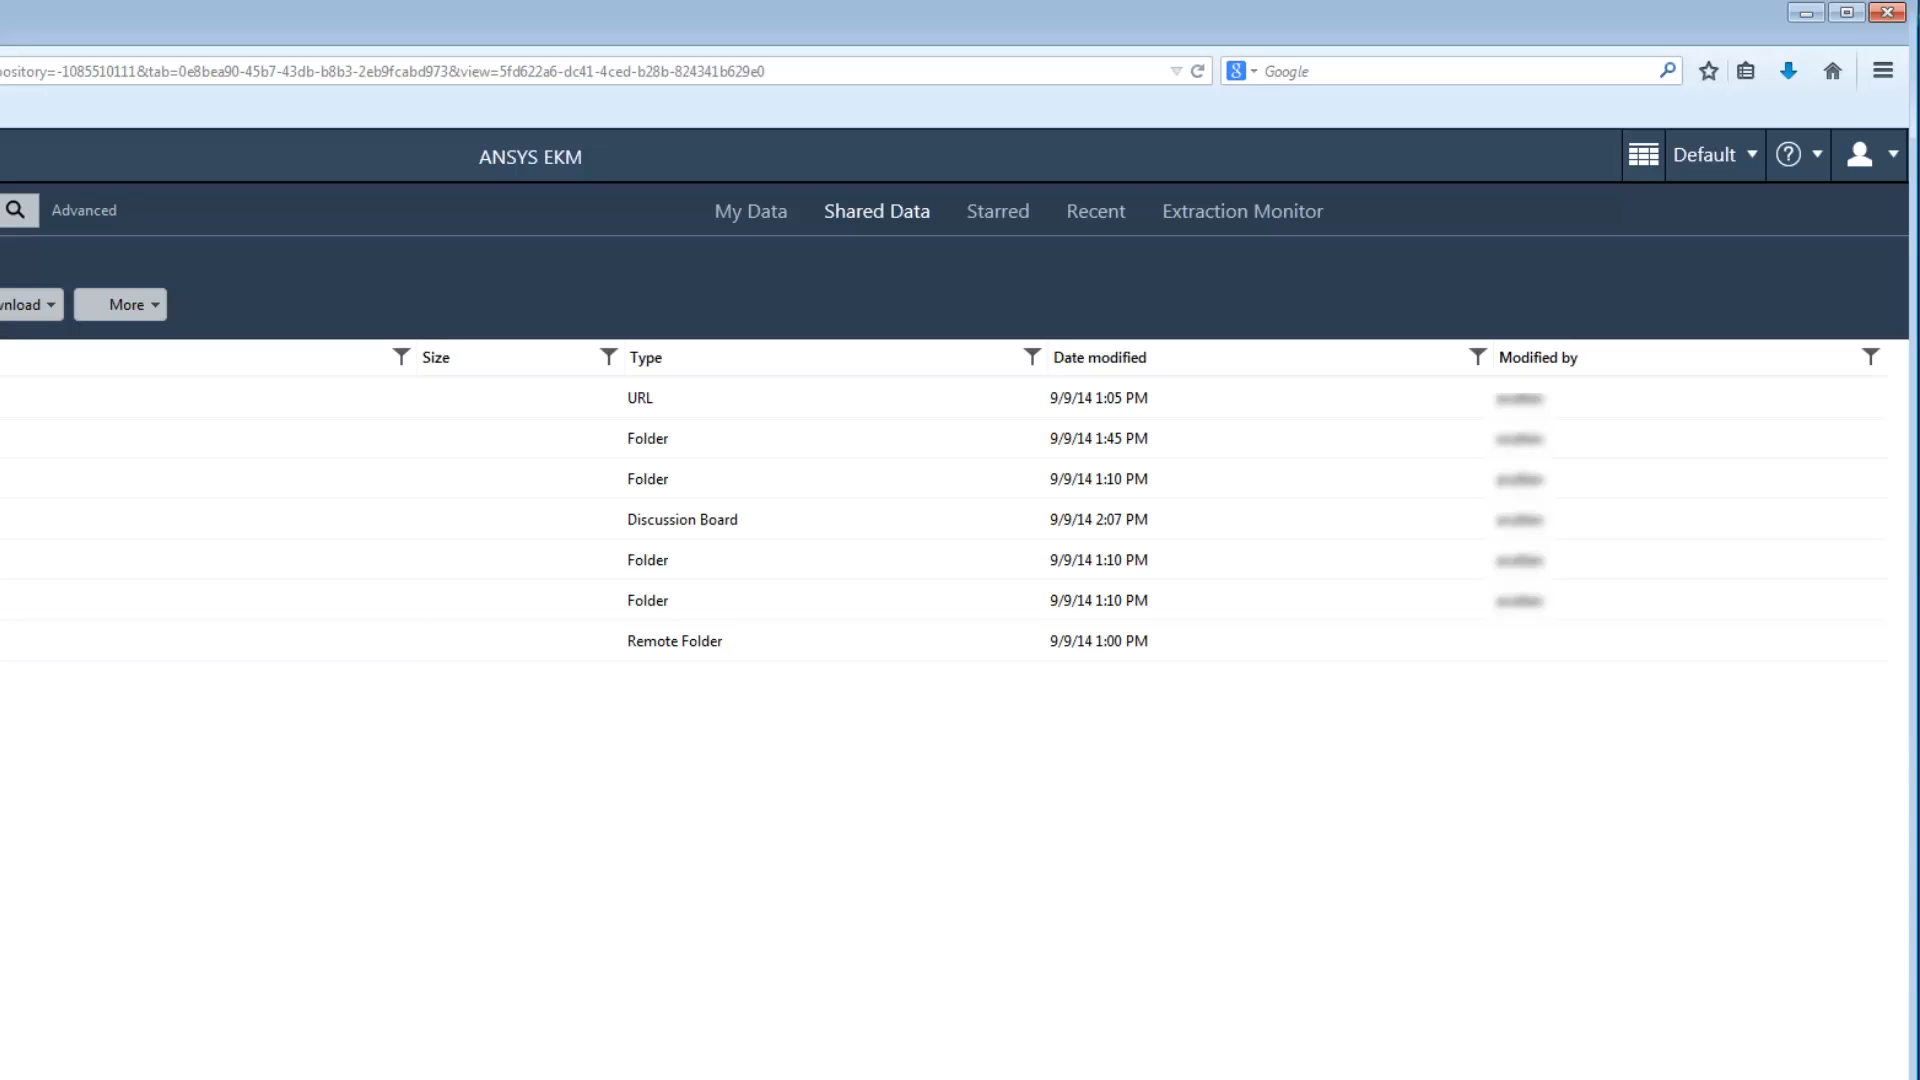 ository=-1085510111&tab=0e8bea90-45b7-43db-b8b3-2eb9fcabd973&view=5fd622a6-dc41-4ced-b28b-824341b629e0
8 Google
ANSYS EKM
Default ?
Advanced My Data Shared Data Starred Recent Extraction Monitor
wnload More
Size Type Date modified Modified by
URL 9/9/14 1:05 PM
Folder 9/9/14 1:45 PM
Folder 9/9/14 1:10 PM
Discussion Board 9/9/14 2:07 PM
Folder 9/9/14 1:10 PM
Folder 9/9/14 1:10 PM
Remote Folder 9/9/14 1:00 PM